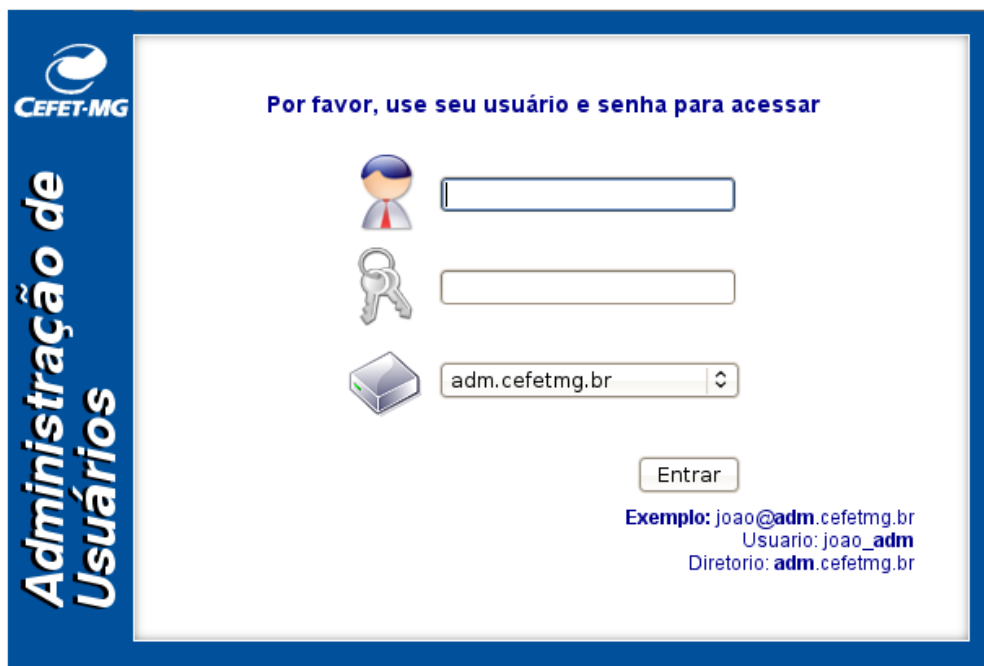 CEFET-MG
Administração de
Usuários
Por favor, use seu usuário e senha para acessar
adm.cefetmg.br
Entrar
Exemplo: joao@adm.cefetmg.br
Usuario: joao_adm
Diretorio: adm.cefetmg.br